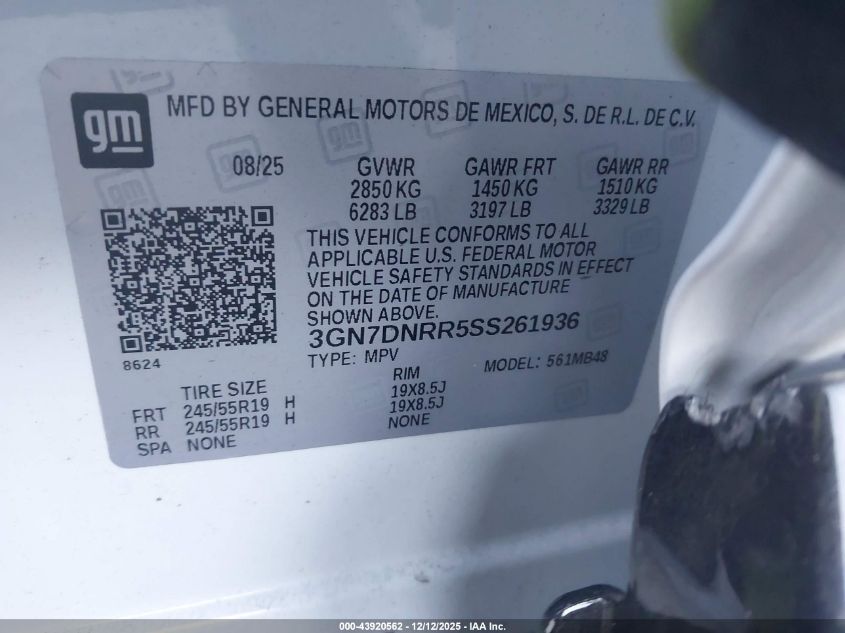 gm
MFD BY GENERAL MOTORS DE MEXICO, S. DE R.L. DE C.V.
08/25 GVWR GAWR FRT GAWR RR
2850 KG 1450 KG 1510 KG
6283 LB 3197 LB 3329 LB
THIS VEHICLE CONFORMS TO ALL
APPLICABLE U.S. FEDERAL MOTOR
VEHICLE SAFETY STANDARDS IN EFFECT
ON THE DATE OF MANUFACTURE
SHOWN ABOVE.
3GN7DNRR5SS261936
8624
TYPE: MPV MODEL: 561MB48
TIRE SIZE RIM
FRT 245/55R19 H 19X8.5J
RR 245/55R19 H 19X8.5J
SPA NONE NONE
000-43920562 - 12/12/2025 - IAA Inc.